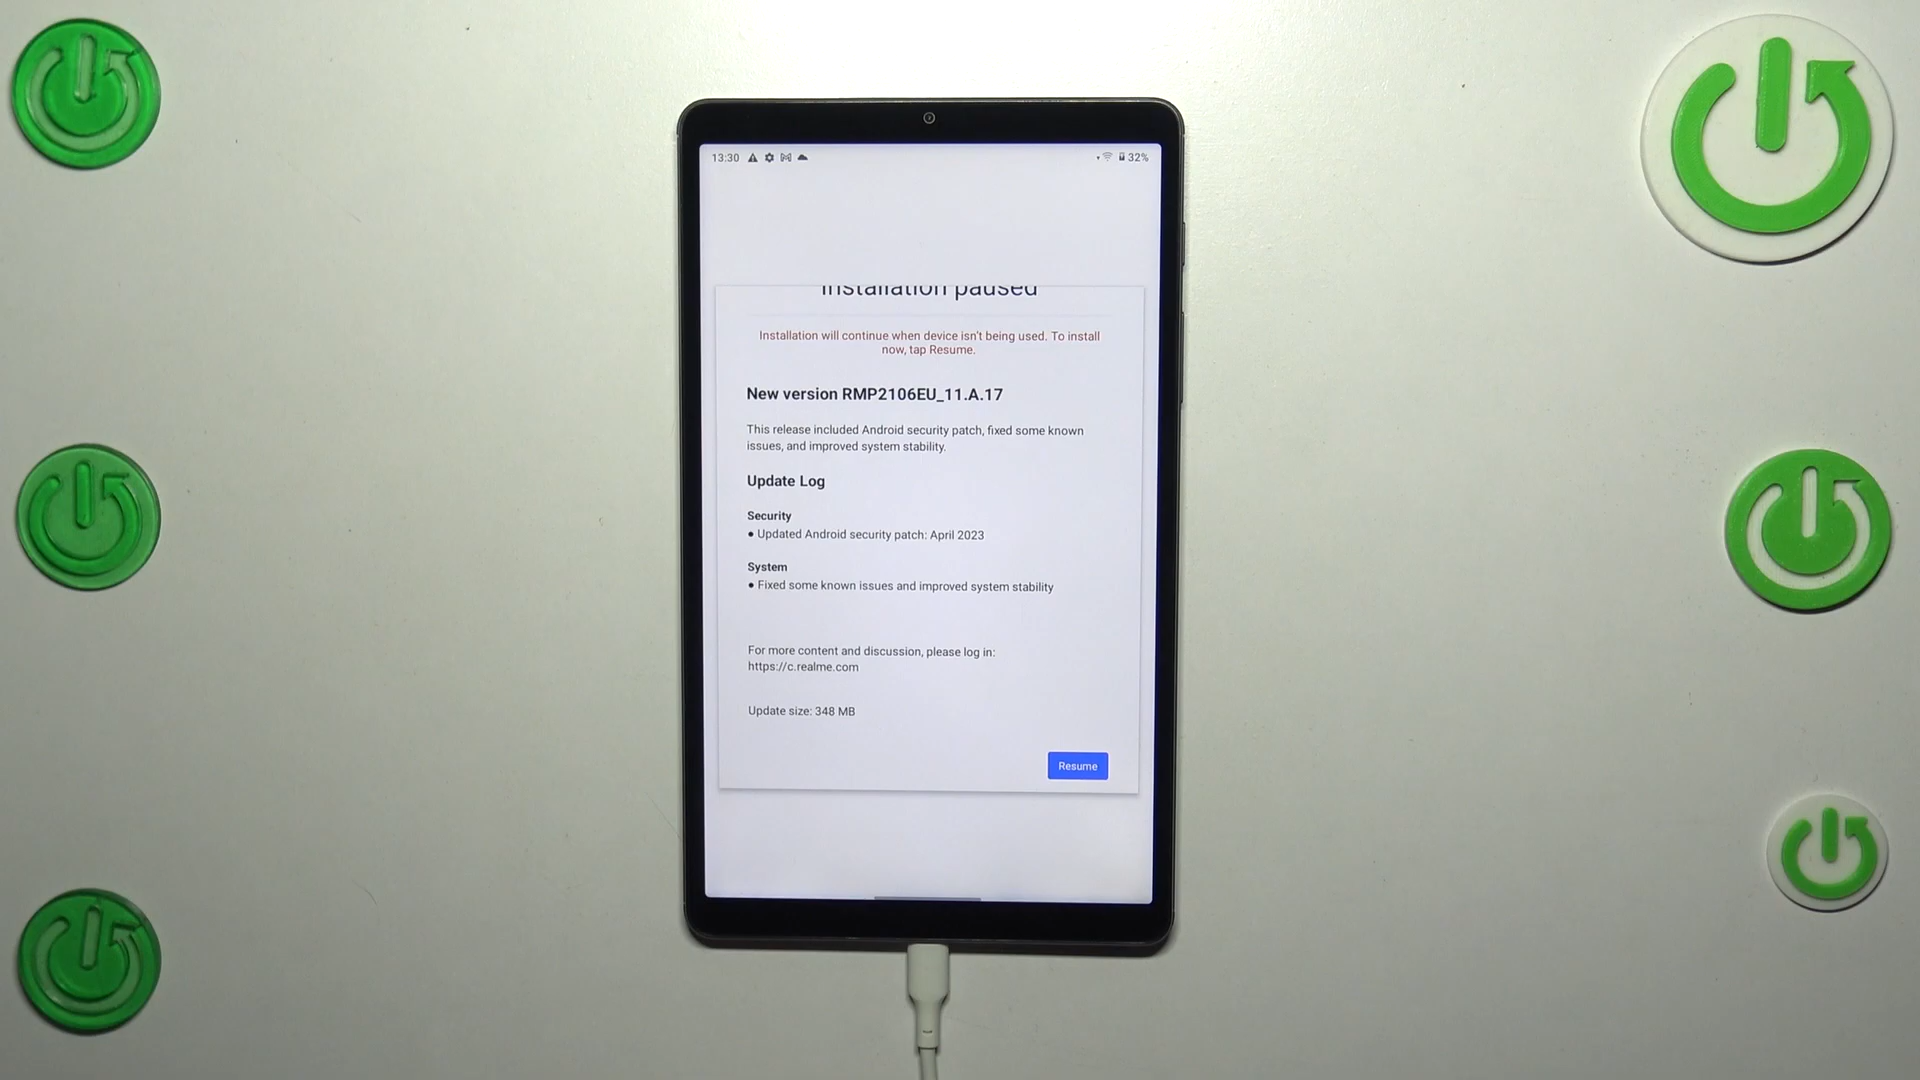 13:30
32%
Installation paused
Installation will continue when device isn't being used. To install
now, tap Resume.
New version RMP2106EU_11.A.17
This release included Android security patch, fixed some known
issues, and improved system stability.
Update Log
Security
• Updated Android security patch: April 2023
System
• Fixed some known issues and improved system stability
For more content and discussion, please log in:
https://c.realme.com
Update size: 348 MB
Resume